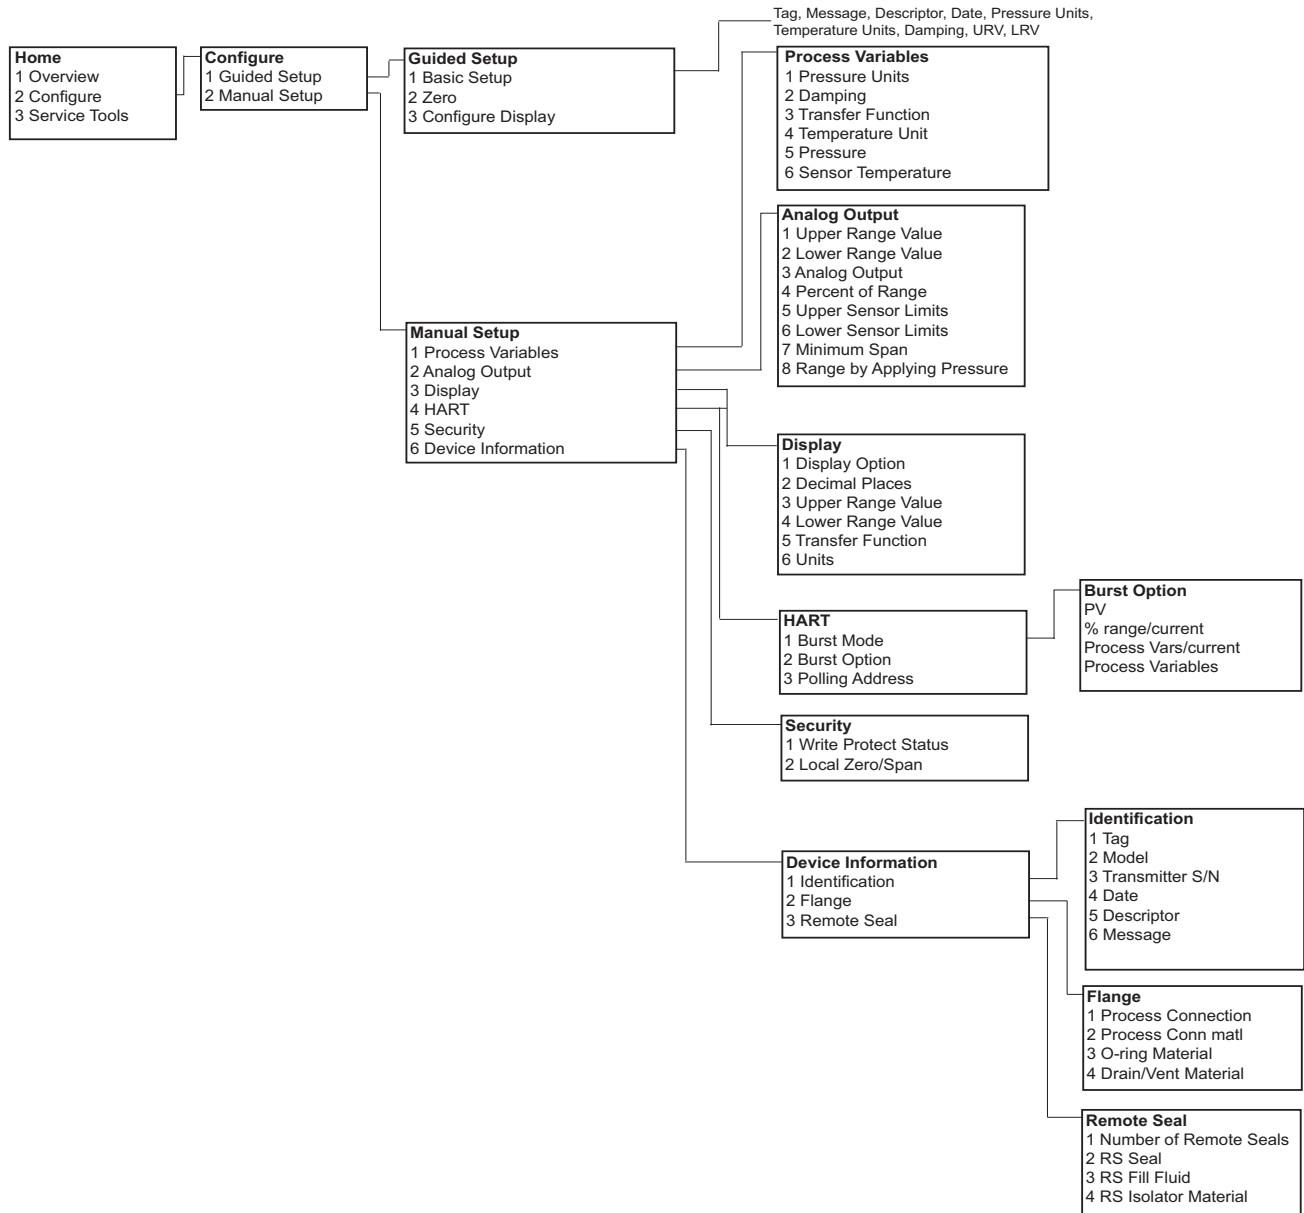 Tag, Message, Descriptor, Date, Pressure Units,
Temperature Units, Damping, URV, LRV
Home
1 Overview
2 Configure
3 Service Tools
Configure
1 Guided Setup
2 Manual Setup
Guided Setup
1 Basic Setup
2 Zero
3 Configure Display
Process Variables
1 Pressure Units
2 Damping
3 Transfer Function
4 Temperature Unit
5 Pressure
6 Sensor Temperature
Analog Output
1 Upper Range Value
2 Lower Range Value
3 Analog Output
4 Percent of Range
5 Upper Sensor Limits
6 Lower Sensor Limits
7 Minimum Span
8 Range by Applying Pressure
Manual Setup
1 Process Variables
2 Analog Output
3 Display
4 HART
5 Security
6 Device Information
Display
1 Display Option
2 Decimal Places
3 Upper Range Value
4 Lower Range Value
5 Transfer Function
6 Units
HART
1 Burst Mode
2 Burst Option
3 Polling Address
Burst Option
PV
% range/current
Process Vars/current
Process Variables
Security
1 Write Protect Status
2 Local Zero/Span
Device Information
1 Identification
2 Flange
3 Remote Seal
Identification
1 Tag
2 Model
3 Transmitter S/N
4 Date
5 Descriptor
6 Message
Flange
1 Process Connection
2 Process Conn matl
3 O-ring Material
4 Drain/Vent Material
Remote Seal
1 Number of Remote Seals
2 RS Seal
3 RS Fill Fluid
4 RS Isolator Material